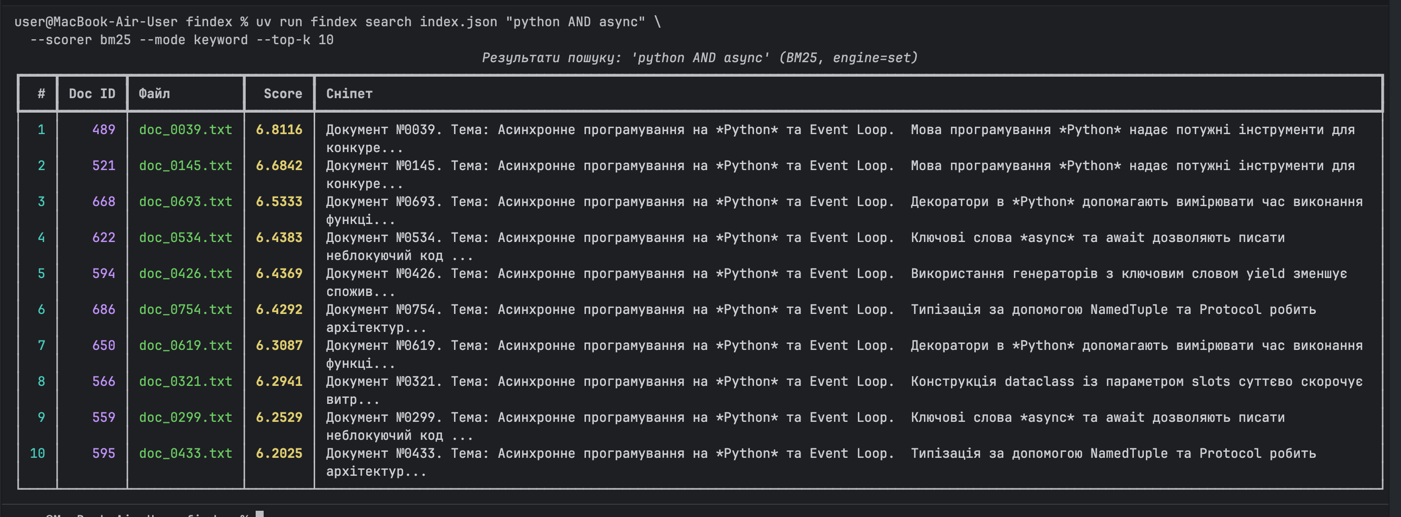 user@MacBook-Air-User findex % uv run findex search index.json "python AND async" \
--scorer bm25 --mode keyword --top-k 10
Результати пошуку: 'python AND async' (BM25, engine=set)
# Doc ID Файл Score Сніпет
1 489 doc_0039.txt 6.8116 Документ №0039. Тема: Асинхронне програмування на *Python* та Event Loop. Мова програмування *Python* надає потужні інструменти для
конкуре...
2 521 doc_0145.txt 6.6842 Документ №0145. Тема: Асинхронне програмування на *Python* та Event Loop. Мова програмування *Python* надає потужні інструменти для
конкуре...
3 668 doc_0693.txt 6.5333 Документ №0693. Тема: Асинхронне програмування на *Python* та Event Loop. Декоратори в *Python* допомагають вимірювати час виконання
функці...
4 622 doc_0534.txt 6.4383 Документ №0534. Тема: Асинхронне програмування на *Python* та Event Loop. Ключові слова *async* та await дозволяють писати
неблокуючий код ...
5 594 doc_0426.txt 6.4369 Документ №0426. Тема: Асинхронне програмування на *Python* та Event Loop. Використання генераторів з ключовим словом yield зменшує
спожив...
6 686 doc_0754.txt 6.4292 Документ №0754. Тема: Асинхронне програмування на *Python* та Event Loop. Типізація за допомогою NamedTuple та Protocol робить
архітектур...
7 650 doc_0619.txt 6.3087 Документ №0619. Тема: Асинхронне програмування на *Python* та Event Loop. Декоратори в *Python* допомагають вимірювати час виконання
функці...
8 566 doc_0321.txt 6.2941 Документ №0321. Тема: Асинхронне програмування на *Python* та Event Loop. Конструкція dataclass із параметром slots суттєво скорочує
витр...
9 559 doc_0299.txt 6.2529 Документ №0299. Тема: Асинхронне програмування на *Python* та Event Loop. Ключові слова *async* та await дозволяють писати
неблокуючий код ...
10 595 doc_0433.txt 6.2025 Документ №0433. Тема: Асинхронне програмування на *Python* та Event Loop. Типізація за допомогою NamedTuple та Protocol робить
архітектур...